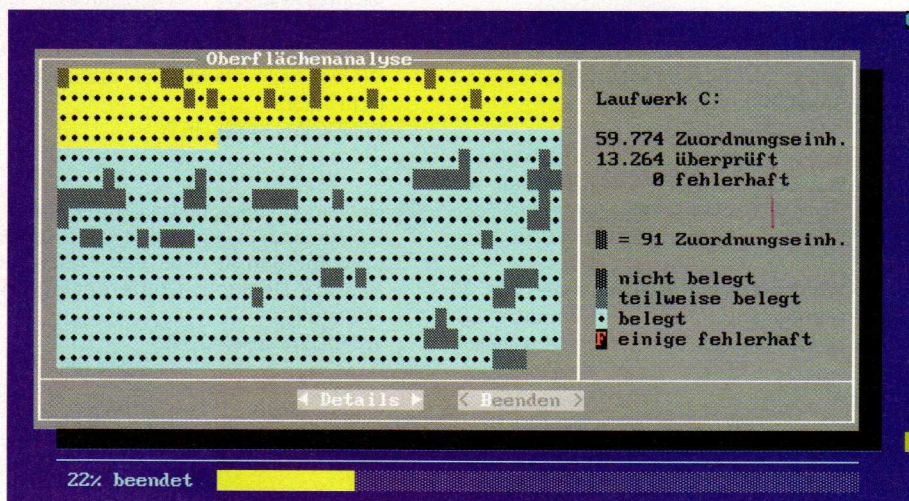 Oberflächenanalyse
Laufwerk C:
59.774 Zuordnungseinh.
13.264 überprüft
0 fehlerhaft
= 91 Zuordnungseinh.
nicht belegt
teilweise belegt
belegt
F einige fehlerhaft
◄ Details ► < Beenden >
22% beendet